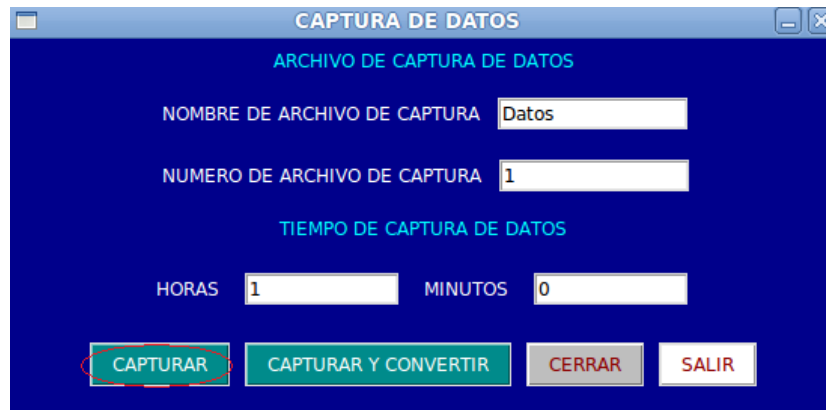 CAPTURA DE DATOS
ARCHIVO DE CAPTURA DE DATOS
NOMBRE DE ARCHIVO DE CAPTURA Datos
NUMERO DE ARCHIVO DE CAPTURA 1
TIEMPO DE CAPTURA DE DATOS
HORAS 1 MINUTOS 0
CAPTURAR CAPTURAR Y CONVERTIR CERRAR SALIR